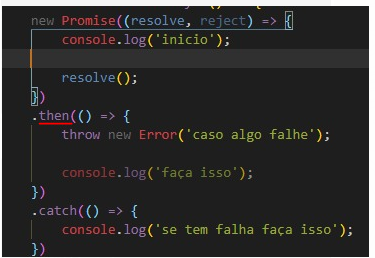 new Promise((resolve, reject) => {
console.log('inicio');
resolve();
})
.then(() => {
throw new Error('caso algo falhe');
console.log('faça isso');
})
.catch(() => {
console.log('se tem falha faça isso');
})